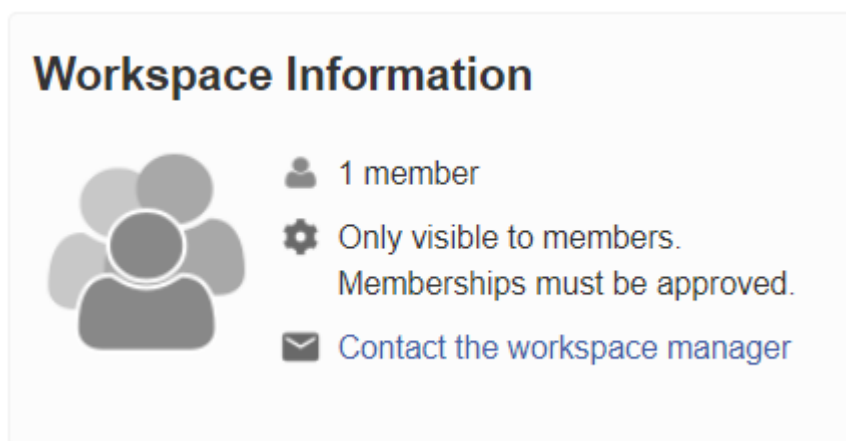 Workspace Information
1 member
Only visible to members.
Memberships must be approved.
Contact the workspace manager